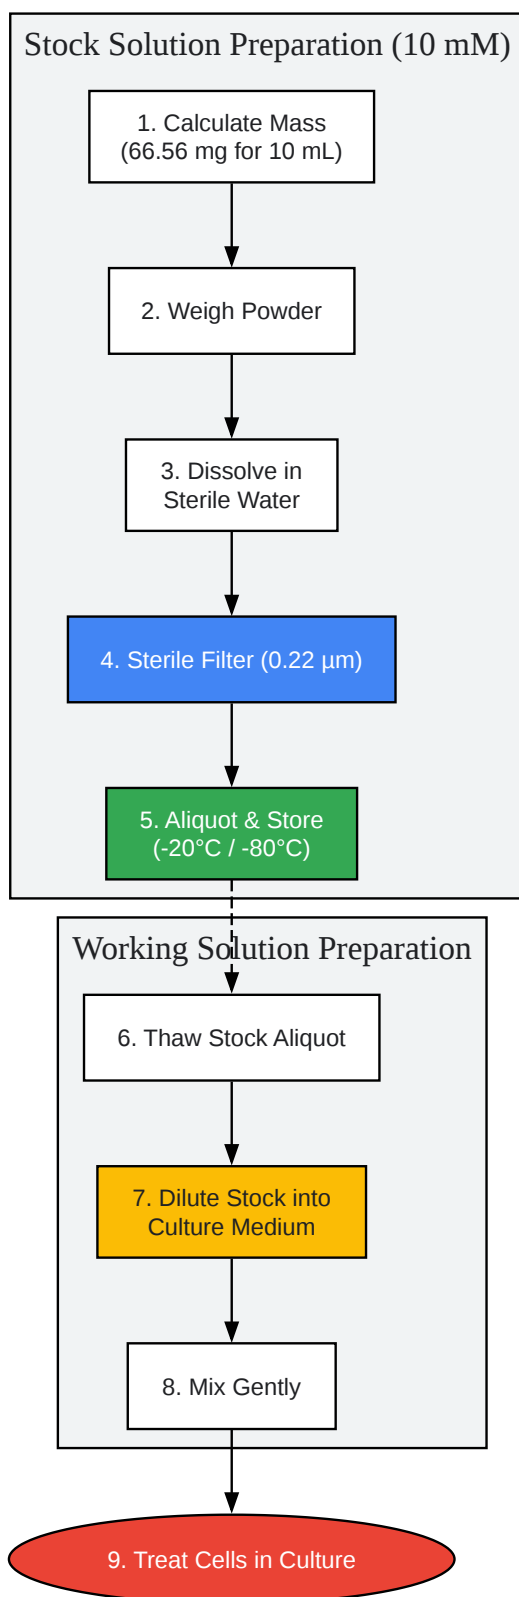 Stock Solution Preparation (10 mM)
1. Calculate Mass
(66.56 mg for 10 mL)
2. Weigh Powder
3. Dissolve in
Sterile Water
4. Sterile Filter (0.22 µm)
5. Aliquot & Store
(-20°C / -80°C)
Working Solution Preparation
6. Thaw Stock Aliquot
7. Dilute Stock into
Culture Medium
8. Mix Gently
9. Treat Cells in Culture